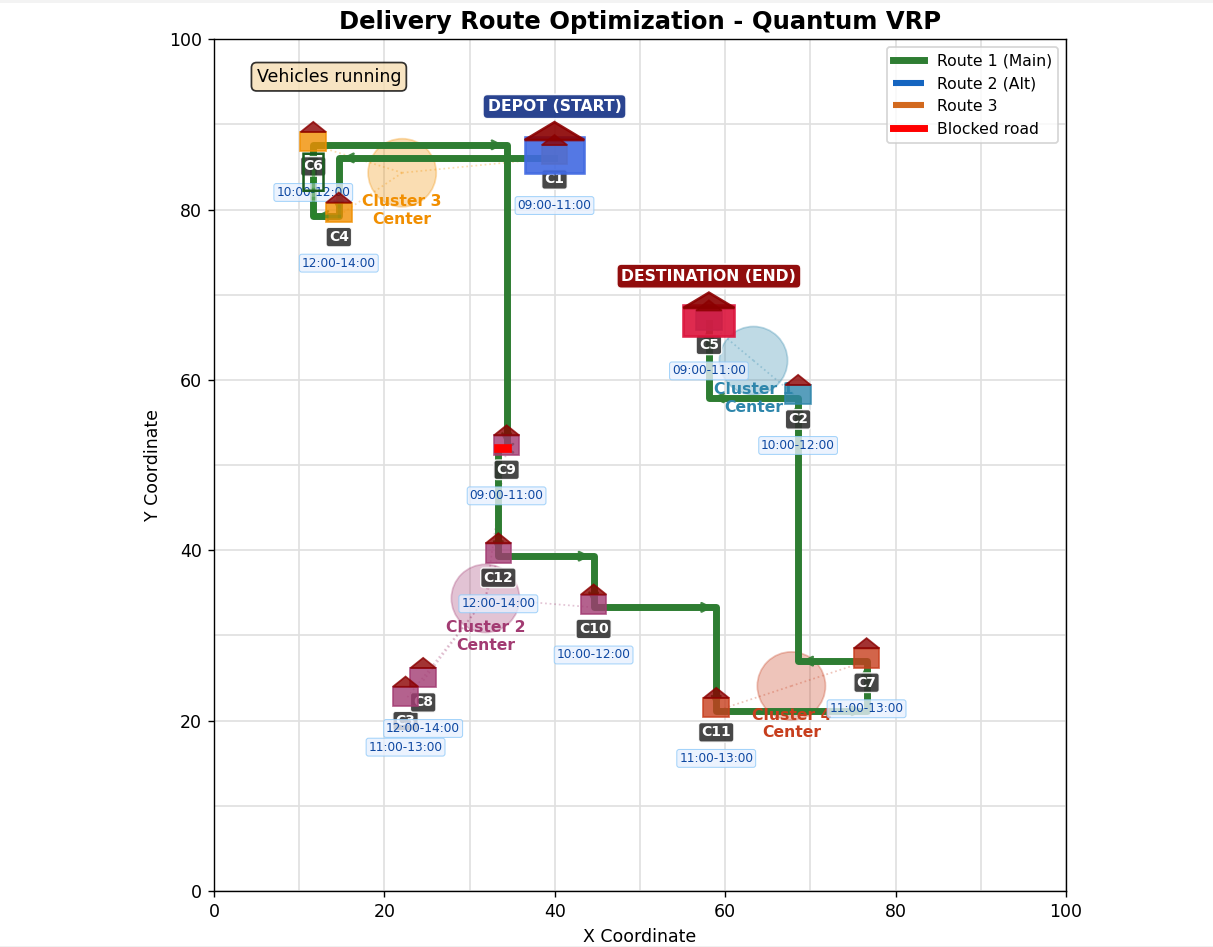 Delivery Route Optimization - Quantum VRP
100
80
60
40
20
0
0
20
40
60
80
100
Y Coordinate
X Coordinate
Vehicles running
Route 1 (Main)
Route 2 (Alt)
Route 3
Blocked road
DEPOT (START)
C1
09:00-11:00
C6
10:00-12:00
C4
12:00-14:00
Cluster 3
Center
DESTINATION (END)
C5
09:00-11:00
Cluster
Center
C2
10:00-12:00
C9
09:00-11:00
C12
12:00-14:00
Cluster 2
Center
C10
10:00-12:00
C8
12:00-14:00
11:00-13:00
C7
11:00-13:00
Cluster 4
Center
C11
11:00-13:00